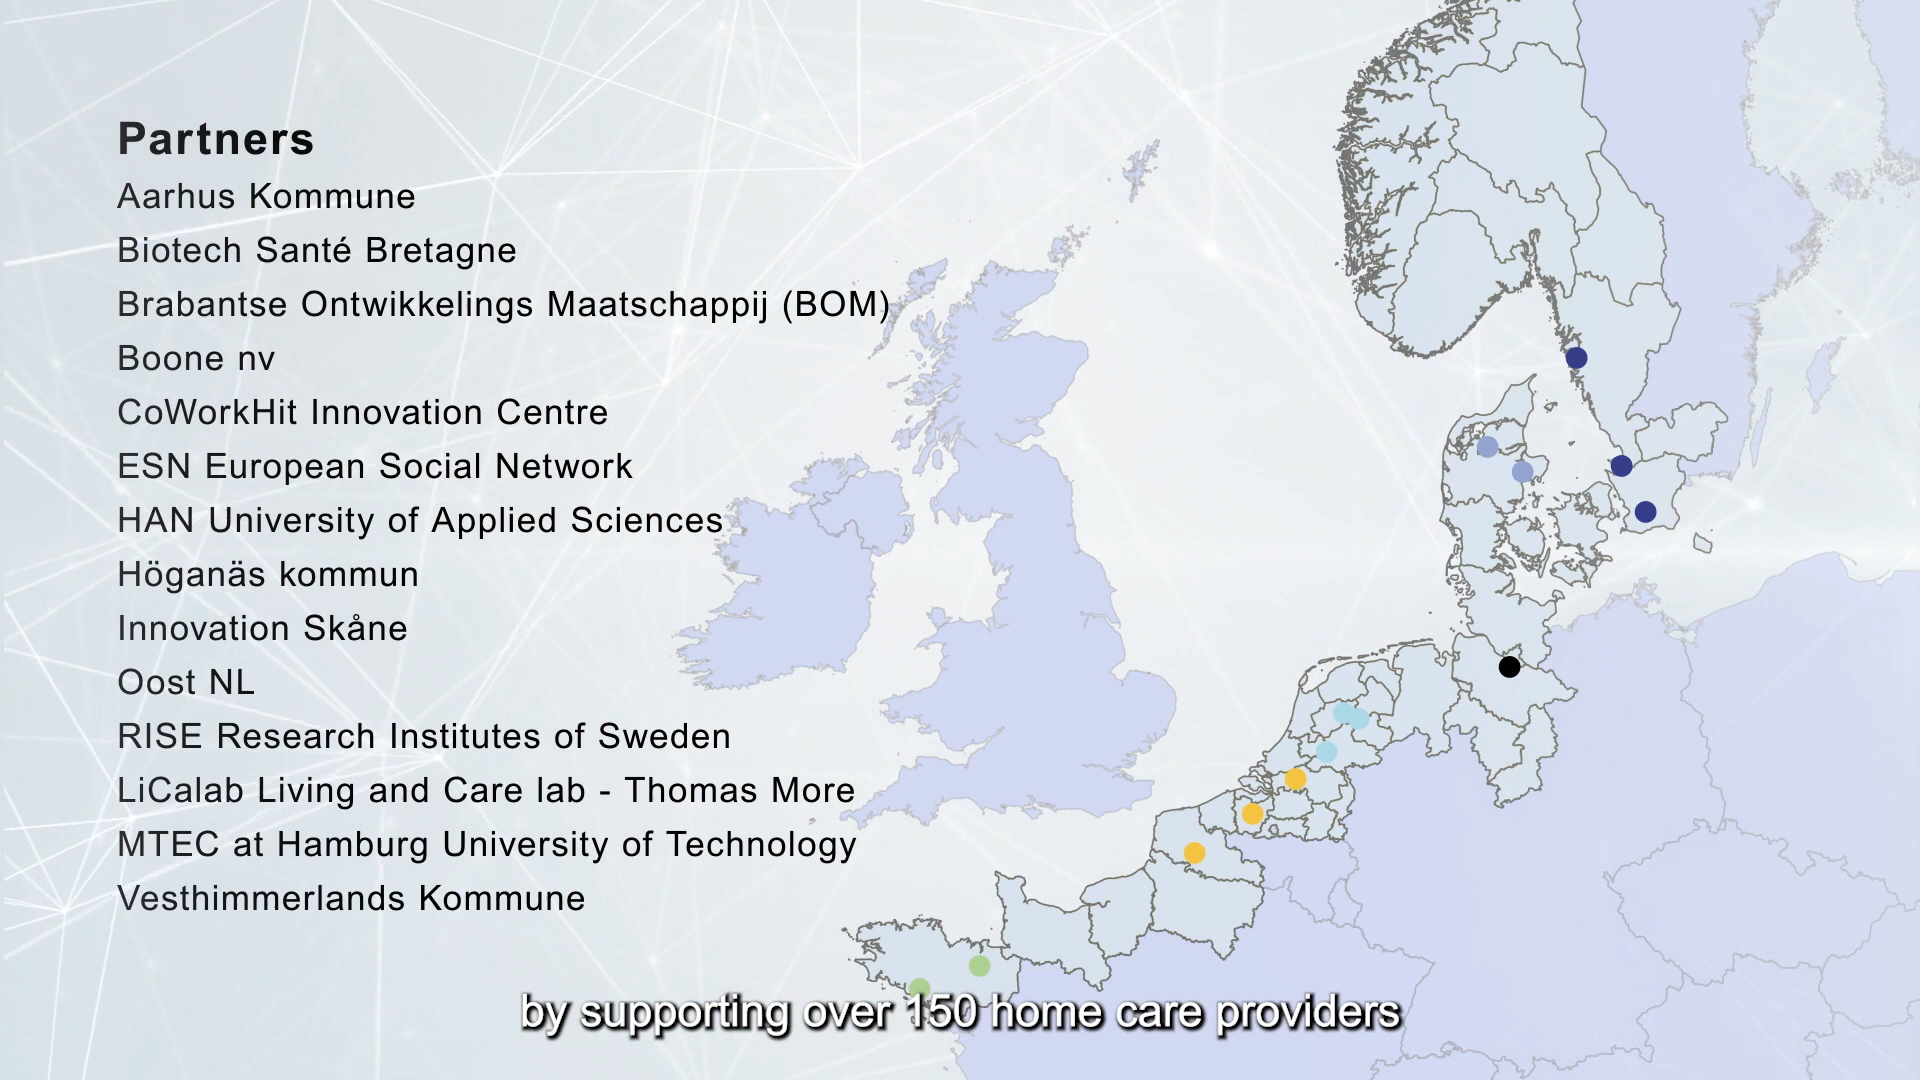 Partners
Aarhus Kommune
Biotech Santé Bretagne
Brabantse Ontwikkelings Maatschappij (BOM)
Boone nv
CoWorkHit Innovation Centre
ESN European Social Network
HAN University of Applied Sciences
Höganäs kommun
Innovation Skåne
Oost NL
RISE Research Institutes of Sweden
LiCalab Living and Care lab - Thomas More
MTEC at Hamburg University of Technology
Vesthimmerlands Kommune
by supporting over 150 home care providers